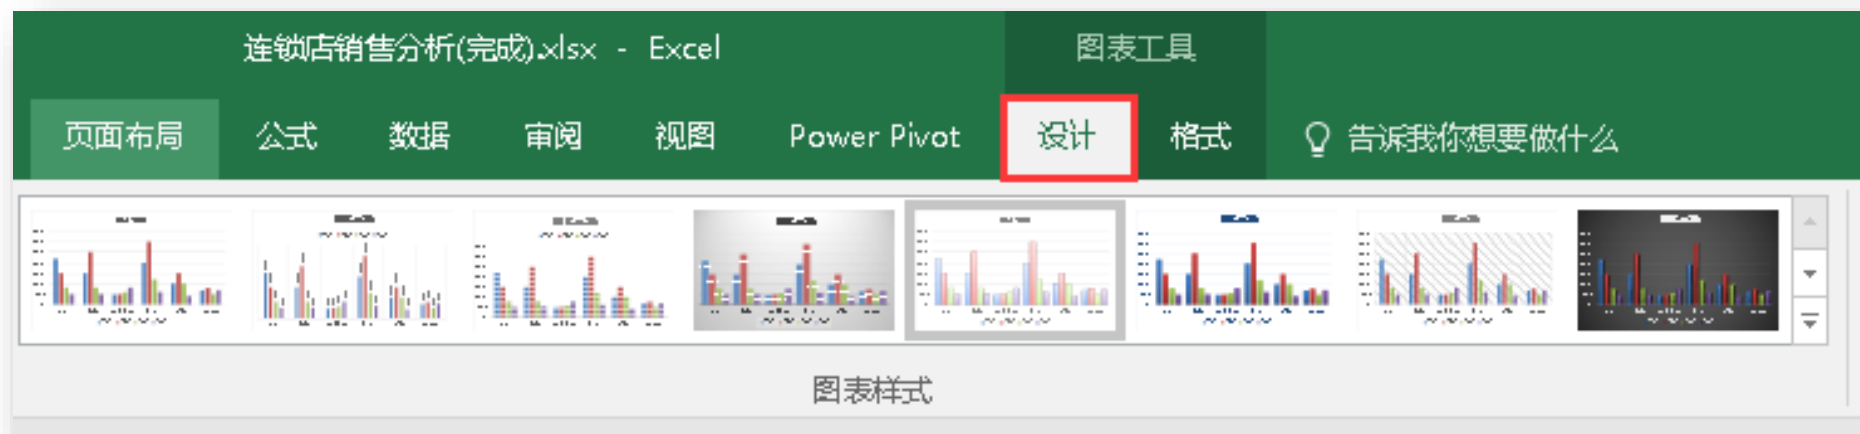 连锁店销售分析(完成).xlsx - Excel
图表工具
页面布局 公式 数据 审阅 视图 Power Pivot 设计 格式 告诉我你想要做什么
图表样式